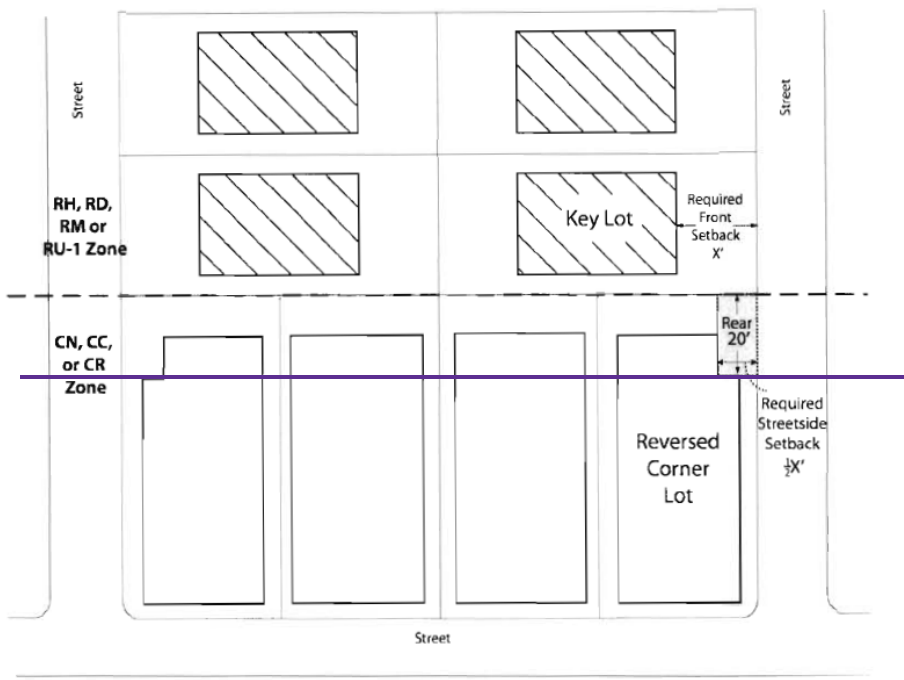 Street
Street
RH, RD,
RM or
RU-1 Zone
Key Lot
Required
Front
Setback
X'
CN, CC,
or CR
Zone
Rear
20'
Required
Streetside
Setback
½X'
Reversed
Corner
Lot
Street